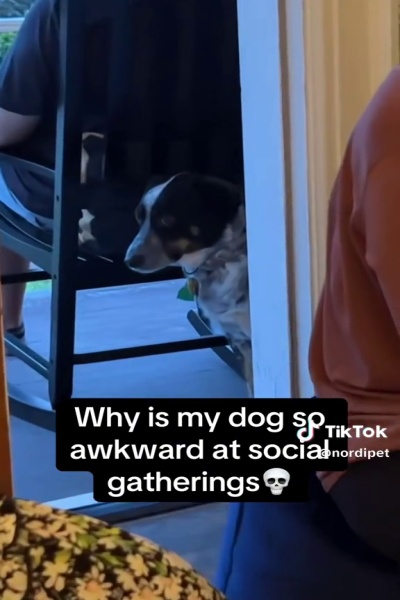 Why is my dog so
awkward at social
gatherings💀
TikTok
@nordipet